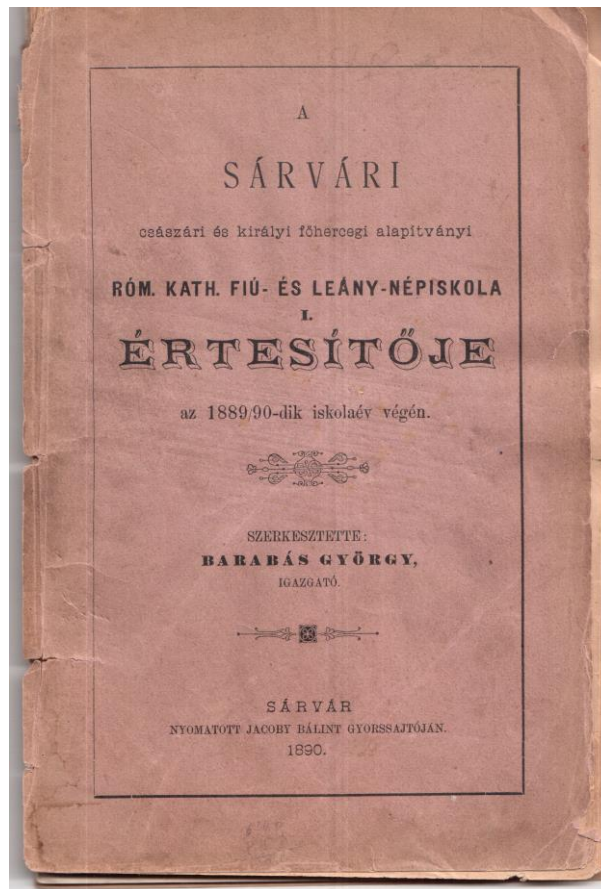 A
SÁRVÁRI
császári és királyi főhercegi alapítványi
RÓM. KATH. FIÚ- ÉS LEÁNY-NÉPISKOLA
I.
ÉRTESÍTŐJE
az 1889/90-dik iskolaév végén.
SZERKESZTETTE:
BARABÁS GYÖRGY,
IGAZGATÓ.
SÁRVÁR
NYOMATOTT JACOBY BÁLINT GYORSSAJTÓJÁN.
1890.